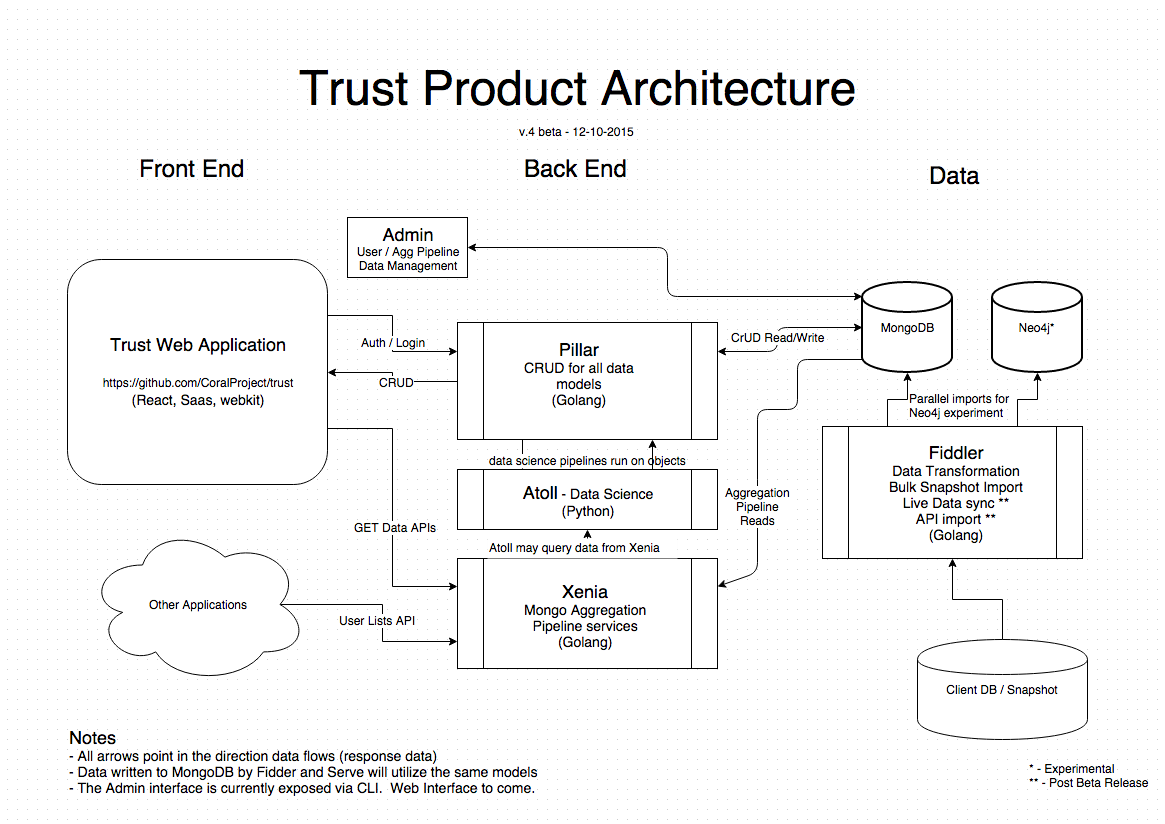 Trust Product Architecture
v.4 beta - 12-10-2015
Front End
Back End
Data
Admin
User / Agg Pipeline
Data Management
Trust Web Application
https://github.com/CoralProject/trust
(React, Saas, webkit)
Auth / Login
CRUD
Pillar
CRUD for all data
models
(Golang)
CrUD Read/Write
MongoDB
Neo4j*
Parallel imports for
Neo4j experiment
data science pipelines run on objects
Atoll - Data Science
(Python)
Atoll may query data from Xenia
Aggregation
Pipeline
Reads
Fiddler
Data Transformation
Bulk Snapshot Import
Live Data sync **
API import **
(Golang)
GET Data APIs
Other Applications
User Lists API
Xenia
Mongo Aggregation
Pipeline services
(Golang)
Client DB / Snapshot
Notes
- All arrows point in the direction data flows (response data)
- Data written to MongoDB by Fidder and Serve will utilize the same models
- The Admin interface is currently exposed via CLI.  Web Interface to come.
* - Experimental
** - Post Beta Release